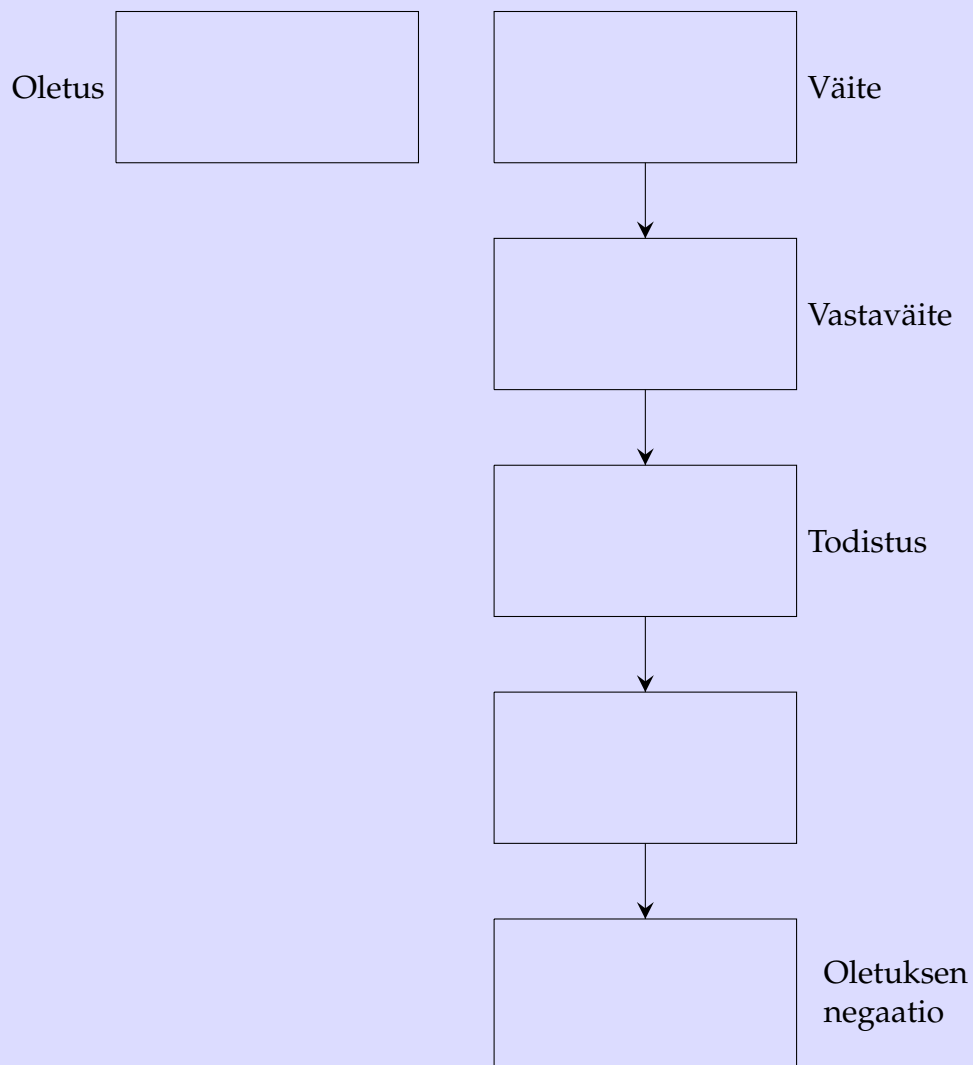 Oletus
Väite
Vastaväite
Todistus
Oletuksen
negaatio